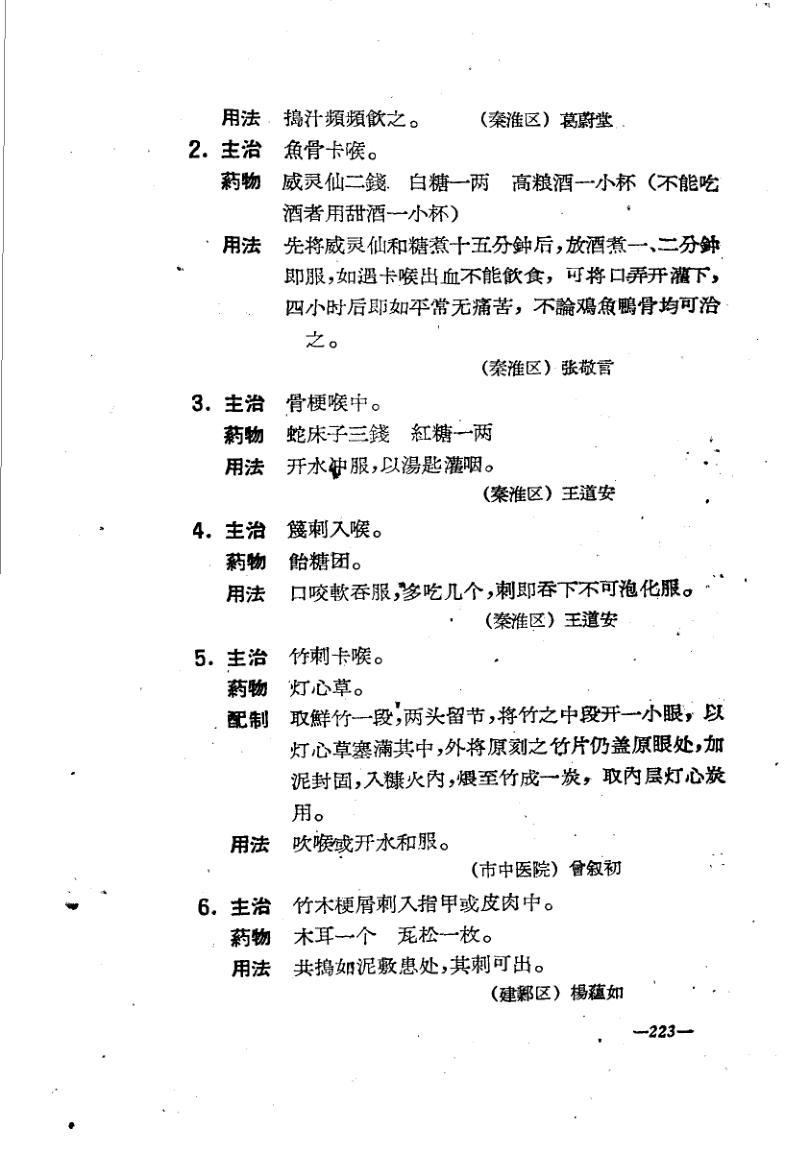 用法 搗汁頻頻飲之。 (秦淮区) 葛蔚堂
2. 主治 魚骨卡喉。
葯物 威灵仙二錢 白糖一两 高粮酒一小杯 (不能吃
酒者用甜酒一小杯)
用法 先将威灵仙和糖煮十五分鈡后,放酒煮一、二分鈡
即服,如遇卡喉出血不能飲食,可将口弄开灌下,
四小时后即如平常无痛苦,不論鸡魚鴨骨均可治
之。
(秦淮区) 张敬言
3. 主治 骨梗喉中。
葯物 蛇床子三錢 紅糖一两
用法 开水冲服,以湯匙灌咽。
(秦淮区) 王道安
4. 主治 篾刺入喉。
葯物 飴糖团。
用法 口咬軟吞服,多吃几个,刺即吞下不可泡化服。
(秦淮区) 王道安
5. 主治 竹刺卡喉。
葯物 灯心草。
配制 取鮮竹一段,两头留节,将竹之中段开一小眼,以
灯心草塞滿其中,外将原刻之竹片仍盖原眼处,加
泥封固,入糠火內,煨至竹成一炭,取內层灯心炭
用。
用法 吹喉或开水和服。
(市中医院) 曾叙初
6. 主治 竹木梗屑刺入指甲或皮肉中。
葯物 木耳一个 瓦松一枚。
用法 共搗如泥敷患处,其刺可出。
(建鄴区) 楊蘊如
—223—